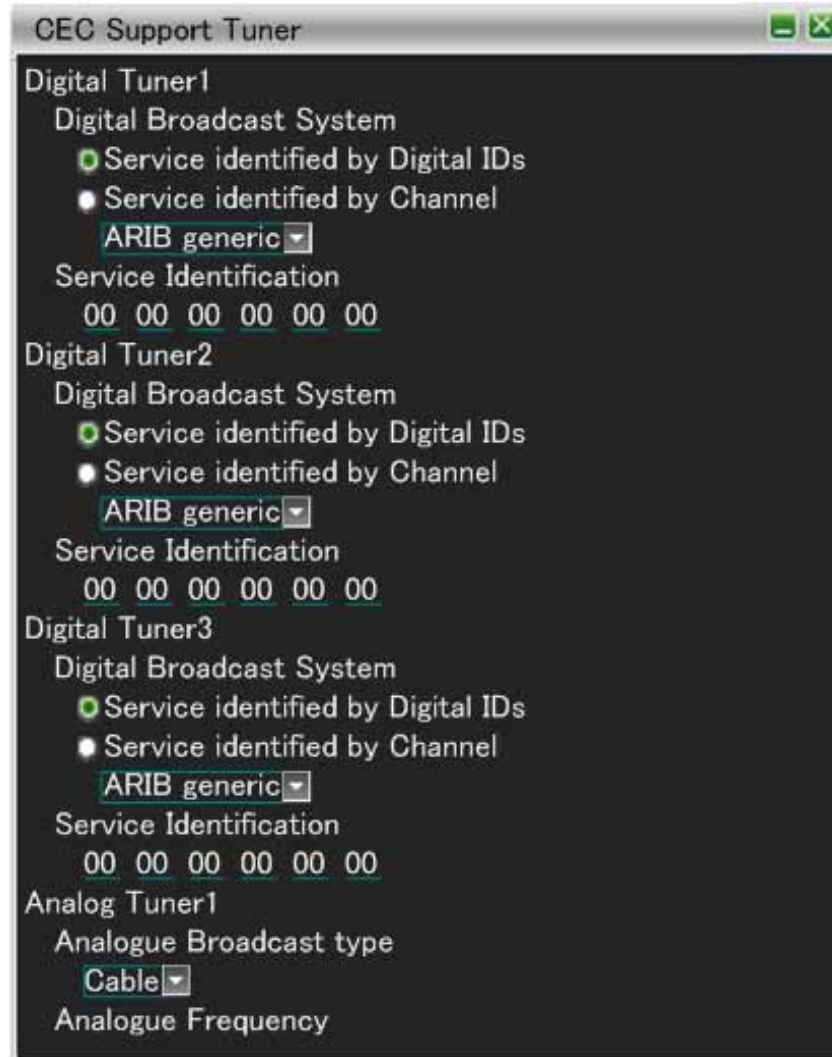 CEC Support Tuner
Digital Tuner1
Digital Broadcast System
Service identified by Digital IDs
Service identified by Channel
ARIB generic
Service Identification
00 00 00 00 00 00
Digital Tuner2
Digital Broadcast System
Service identified by Digital IDs
Service identified by Channel
ARIB generic
Service Identification
00 00 00 00 00 00
Digital Tuner3
Digital Broadcast System
Service identified by Digital IDs
Service identified by Channel
ARIB generic
Service Identification
00 00 00 00 00 00
Analog Tuner1
Analogue Broadcast type
Cable
Analogue Frequency